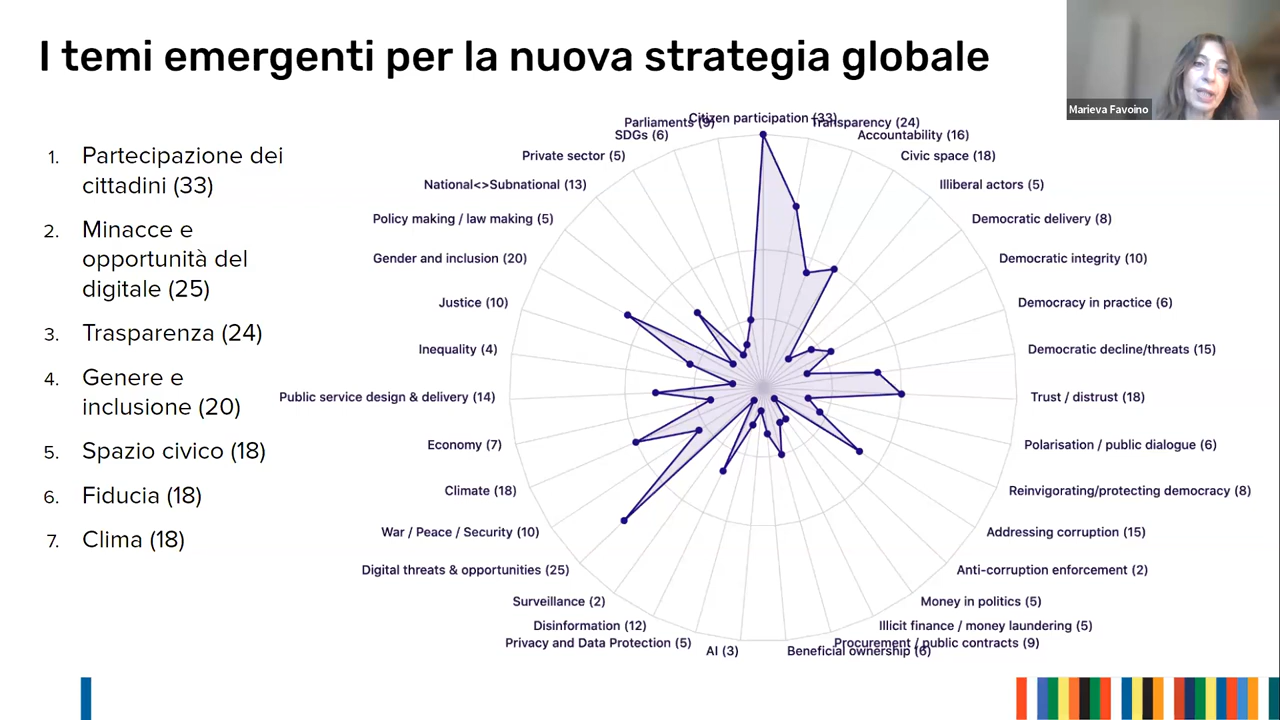 I temi emergenti per la nuova strategia globale
Marieva Favoino
1. Partecipazione dei
cittadini (33)
2. Minacce e
opportunità del
digitale (25)
3. Trasparenza (24)
4. Genere e
inclusione (20)
5. Spazio civico (18)
6. Fiducia (18)
7. Clima (18)
Citizen participation (33)
Transparency (24)
Accountability (16)
Civic space (18)
Illiberal actors (5)
Democratic delivery (8)
Democratic integrity (10)
Democracy in practice (6)
Democratic decline/threats (15)
Trust / distrust (18)
Polarisation / public dialogue (6)
Reinvigorating/protecting democracy (8)
Addressing corruption (15)
Anti-corruption enforcement (2)
Money in politics (5)
Illicit finance / money laundering (5)
Procurement / public contracts (9)
Beneficial ownership (6)
AI (3)
Privacy and Data Protection (5)
Disinformation (12)
Surveillance (2)
Digital threats & opportunities (25)
War / Peace / Security (10)
Climate (18)
Economy (7)
Public service design & delivery (14)
Inequality (4)
Justice (10)
Gender and inclusion (20)
Policy making / law making (5)
National<>Subnational (13)
Private sector (5)
SDGs (6)
Parliaments (9)